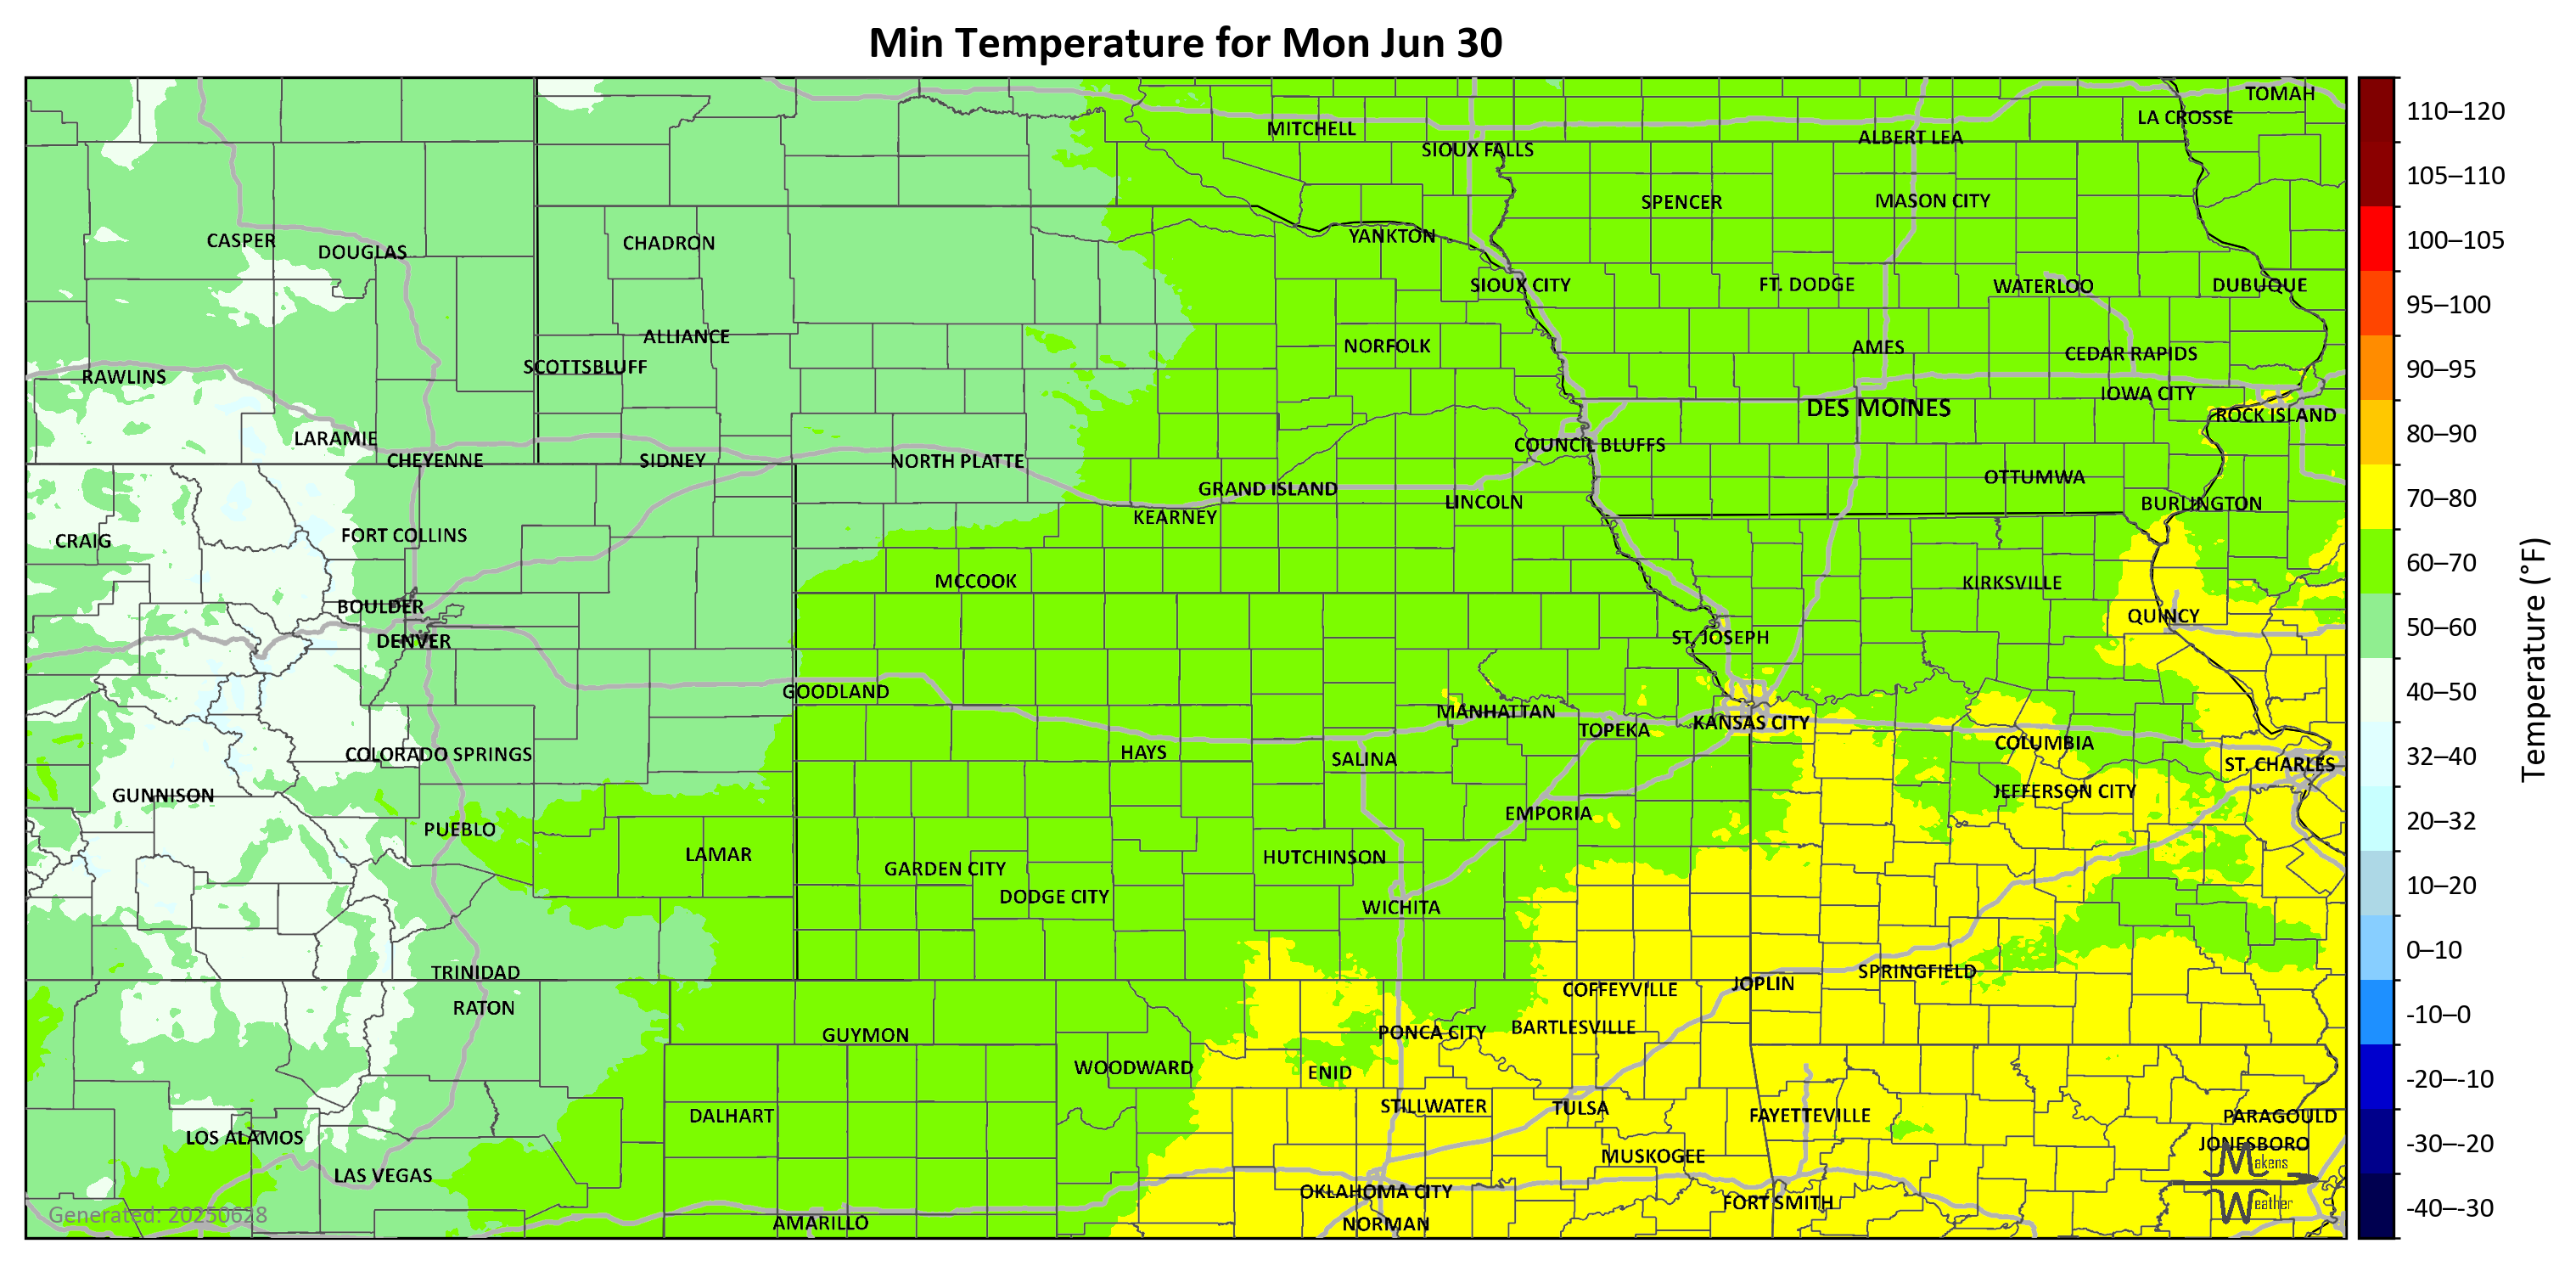 Min Temperature for Mon Jun 30
TOMAH
LA CROSSE
MITCHELL
ALBERT LEA
SIOUX FALLS
SPENCER
MASON CITY
CASPER
DOUGLAS
CHADRON
YANKTON
SIOUX CITY
FT. DODGE
WATERLOO
DUBUQUE
ALLIANCE
NORFOLK
AMES
CEDAR RAPIDS
SCOTTSBLUFF
RAWLINS
IOWA CITY
DES MOINES
ROCK ISLAND
LARAMIE
COUNCIL BLUFFS
CHEYENNE
SIDNEY
NORTH PLATTE
OTTUMWA
GRAND ISLAND
LINCOLN
BURLINGTON
KEARNEY
FORT COLLINS
CRAIG
MCCOOK
KIRKSVILLE
BOULDER
QUINCY
DENVER
ST. JOSEPH
GOODLAND
MANHATTAN
KANSAS CITY
TOPEKA
COLUMBIA
COLORADO SPRINGS
HAYS
SALINA
ST. CHARLES
GUNNISON
JEFFERSON CITY
EMPORIA
PUEBLO
LAMAR
HUTCHINSON
GARDEN CITY
DODGE CITY
WICHITA
TRINIDAD
SPRINGFIELD
JOPLIN
COFFEYVILLE
RATON
BARTLESVILLE
PONCA CITY
GUYMON
WOODWARD
ENID
STILLWATER
TULSA
DALHART
FAYETTEVILLE
PARAGOULD
LOS ALAMOS
JONESBORO
MUSKOGEE
Makens
LAS VEGAS
OKLAHOMA CITY
FORT SMITH
Weather
Generated: 20250628
AMARILLO
NORMAN
110–120
105–110
100–105
95–100
90–95
80–90
70–80
60–70
50–60
40–50
32–40
20–32
10–20
0–10
-10–0
-20–-10
-30–-20
-40–-30
Temperature (°F)